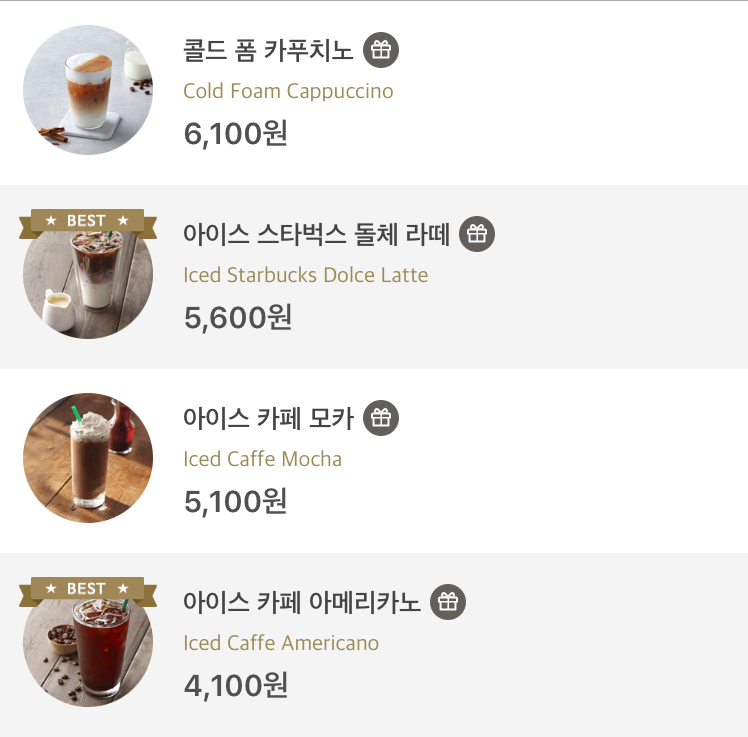 콜드 폼 카푸치노
Cold Foam Cappuccino
6,100원
★ BEST ★
아이스 스타벅스 돌체 라떼
Iced Starbucks Dolce Latte
5,600원
아이스 카페 모카
Iced Caffe Mocha
5,100원
★ BEST ★
아이스 카페 아메리카노
Iced Caffe Americano
4,100원